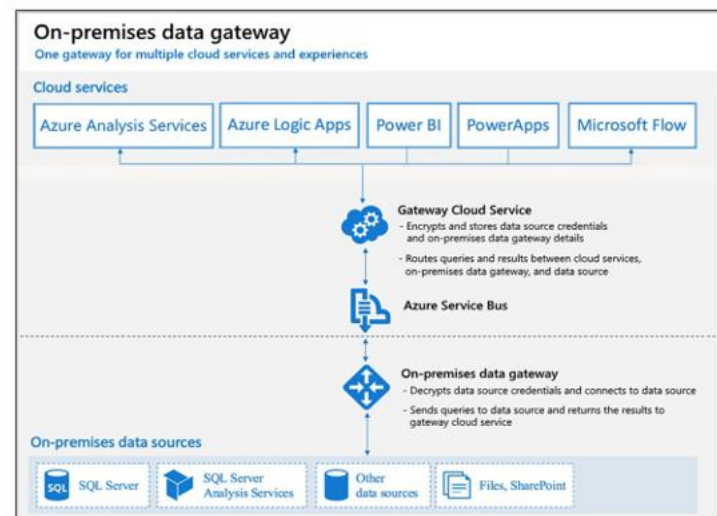 On-premises data gateway
One gateway for multiple cloud services and experiences
Cloud services
Azure Analysis Services
Azure Logic Apps
Power BI
PowerApps
Microsoft Flow
Gateway Cloud Service
- Encrypts and stores data source credentials
and on-premises data gateway details
- Routes queries and results between cloud services,
on-premises data gateway, and data source
Azure Service Bus
On-premises data gateway
- Decrypts data source credentials and connects to data source
- Sends queries to data source and returns the results to
gateway cloud service
On-premises data sources
SQL
SQL Server
SQL Server
Analysis Services
Other
data sources
Files, SharePoint